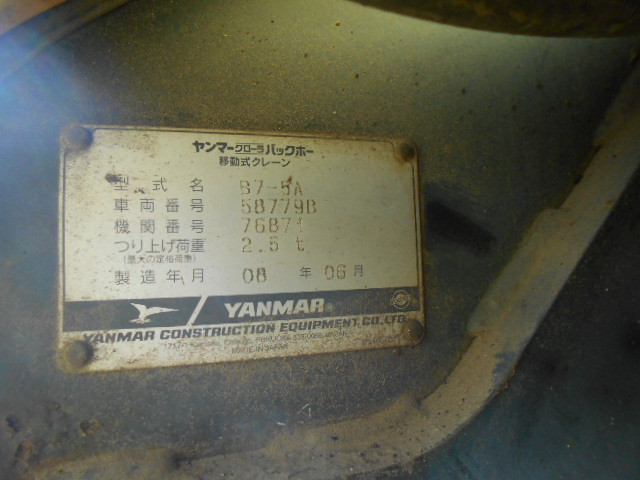 ヤンマークローラバックホー
移動式クレーン
型式名 B7-5A
車両番号 58779B
機関番号 76871
つり上げ荷重 2.5 t
(最大の定格荷重)
製造年月 08 年 06 月
YANMAR
YANMAR CONSTRUCTION EQUIPMENT CO., LTD.
MADE IN JAPAN